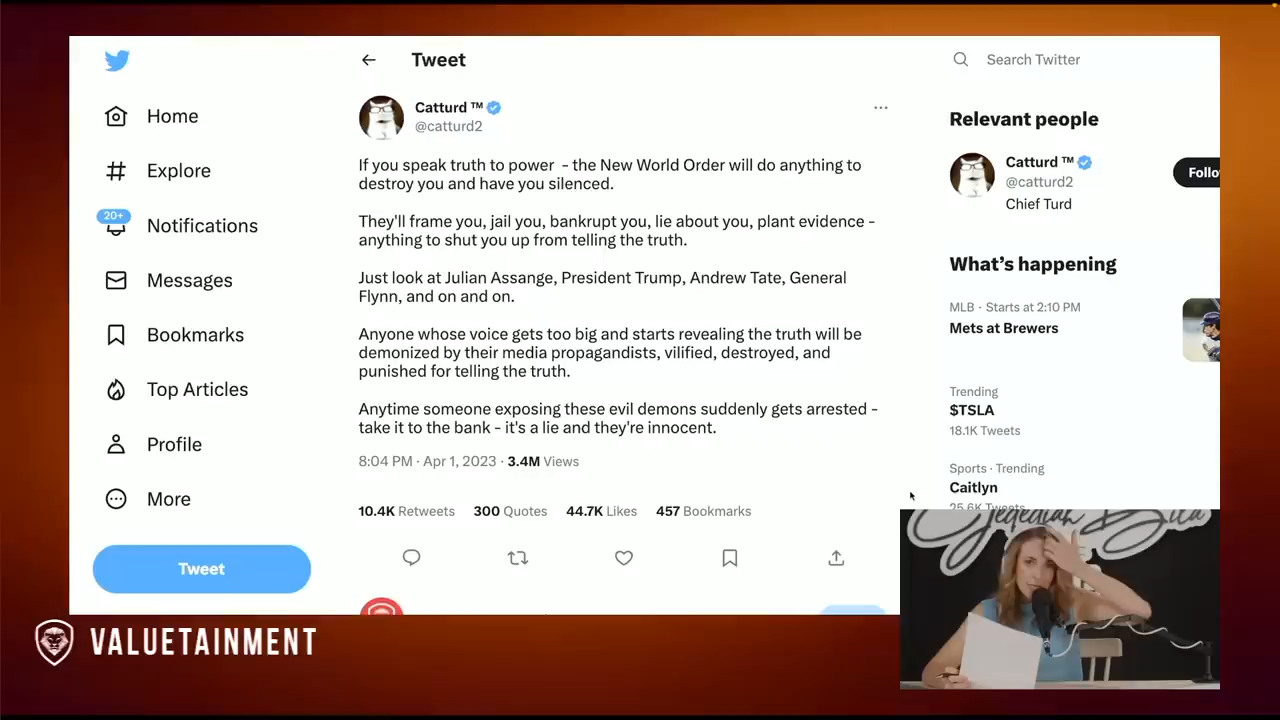 Tweet
Search Twitter
Home
Explore
20+
Notifications
Messages
Bookmarks
Top Articles
Profile
More
Tweet
Catturd ™
@catturd2
If you speak truth to power - the New World Order will do anything to
destroy you and have you silenced.
They'll frame you, jail you, bankrupt you, lie about you, plant evidence -
anything to shut you up from telling the truth.
Just look at Julian Assange, President Trump, Andrew Tate, General
Flynn, and on and on.
Anyone whose voice gets too big and starts revealing the truth will be
demonized by their media propagandists, vilified, destroyed, and
punished for telling the truth.
Anytime someone exposing these evil demons suddenly gets arrested -
take it to the bank - it's a lie and they're innocent.
8:04 PM · Apr 1, 2023 · 3.4M Views
10.4K Retweets 300 Quotes 44.7K Likes 457 Bookmarks
Relevant people
Catturd ™
@catturd2
Chief Turd
Follo
What's happening
MLB · Starts at 2:10 PM
Mets at Brewers
Trending
$TSLA
18.1K Tweets
Sports · Trending
Caitlyn
25.6K Tweets
Jedediah Bila
VALUETAINMENT